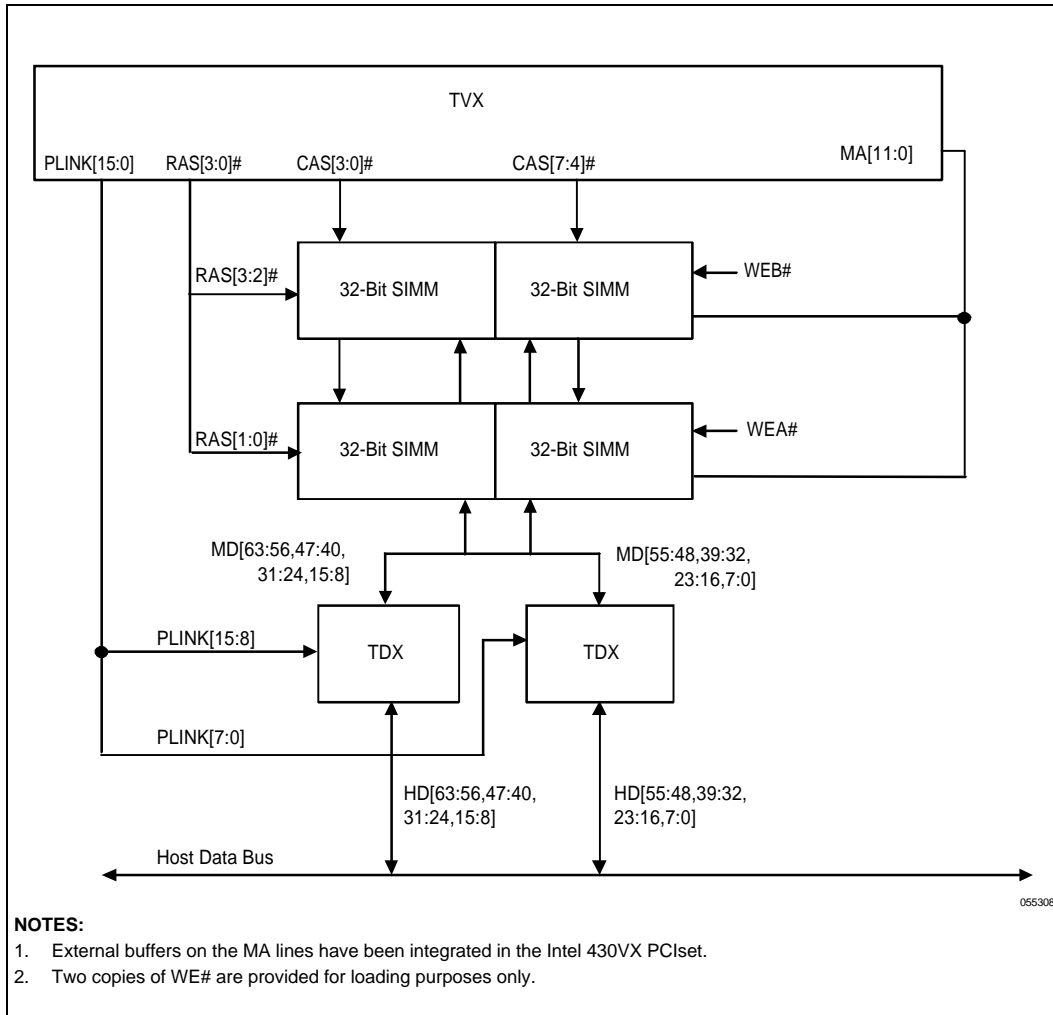 TVX
PLINK[15:0] RAS[3:0]# CAS[3:0]# CAS[7:4]# MA[11:0]
RAS[3:2]#
32-Bit SIMM
32-Bit SIMM
WEB#
RAS[1:0]#
32-Bit SIMM
32-Bit SIMM
WEA#
MD[63:56,47:40,
31:24,15:8]
MD[55:48,39:32,
23:16,7:0]
PLINK[15:8]
TDX
TDX
PLINK[7:0]
HD[63:56,47:40,
31:24,15:8]
HD[55:48,39:32,
23:16,7:0]
Host Data Bus
055308
NOTES:
1. External buffers on the MA lines have been integrated in the Intel 430VX PCIset.
2. Two copies of WE# are provided for loading purposes only.